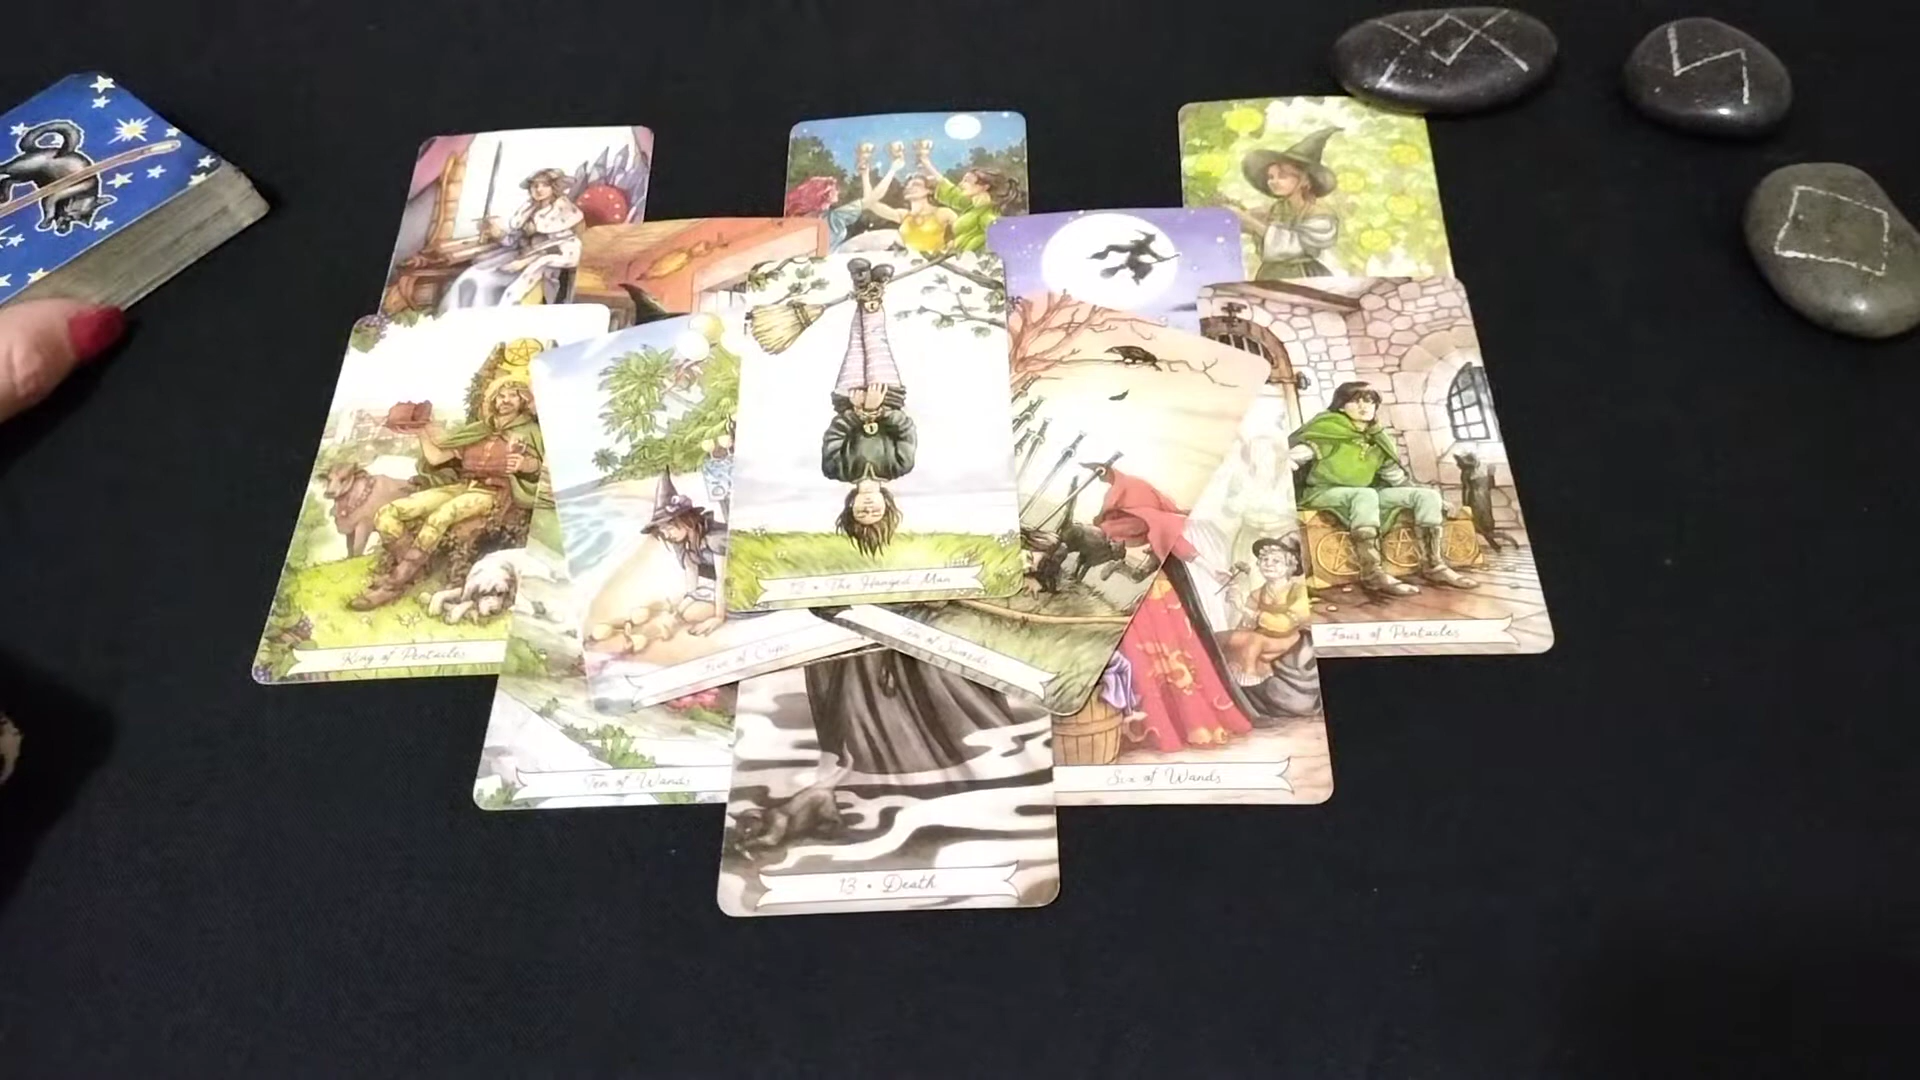 12 • The Hanged Man
King of Pentacles
Four of Pentacles
Five of Cups
Ten of Swords
Ten of Wands
Six of Wands
13 • Death